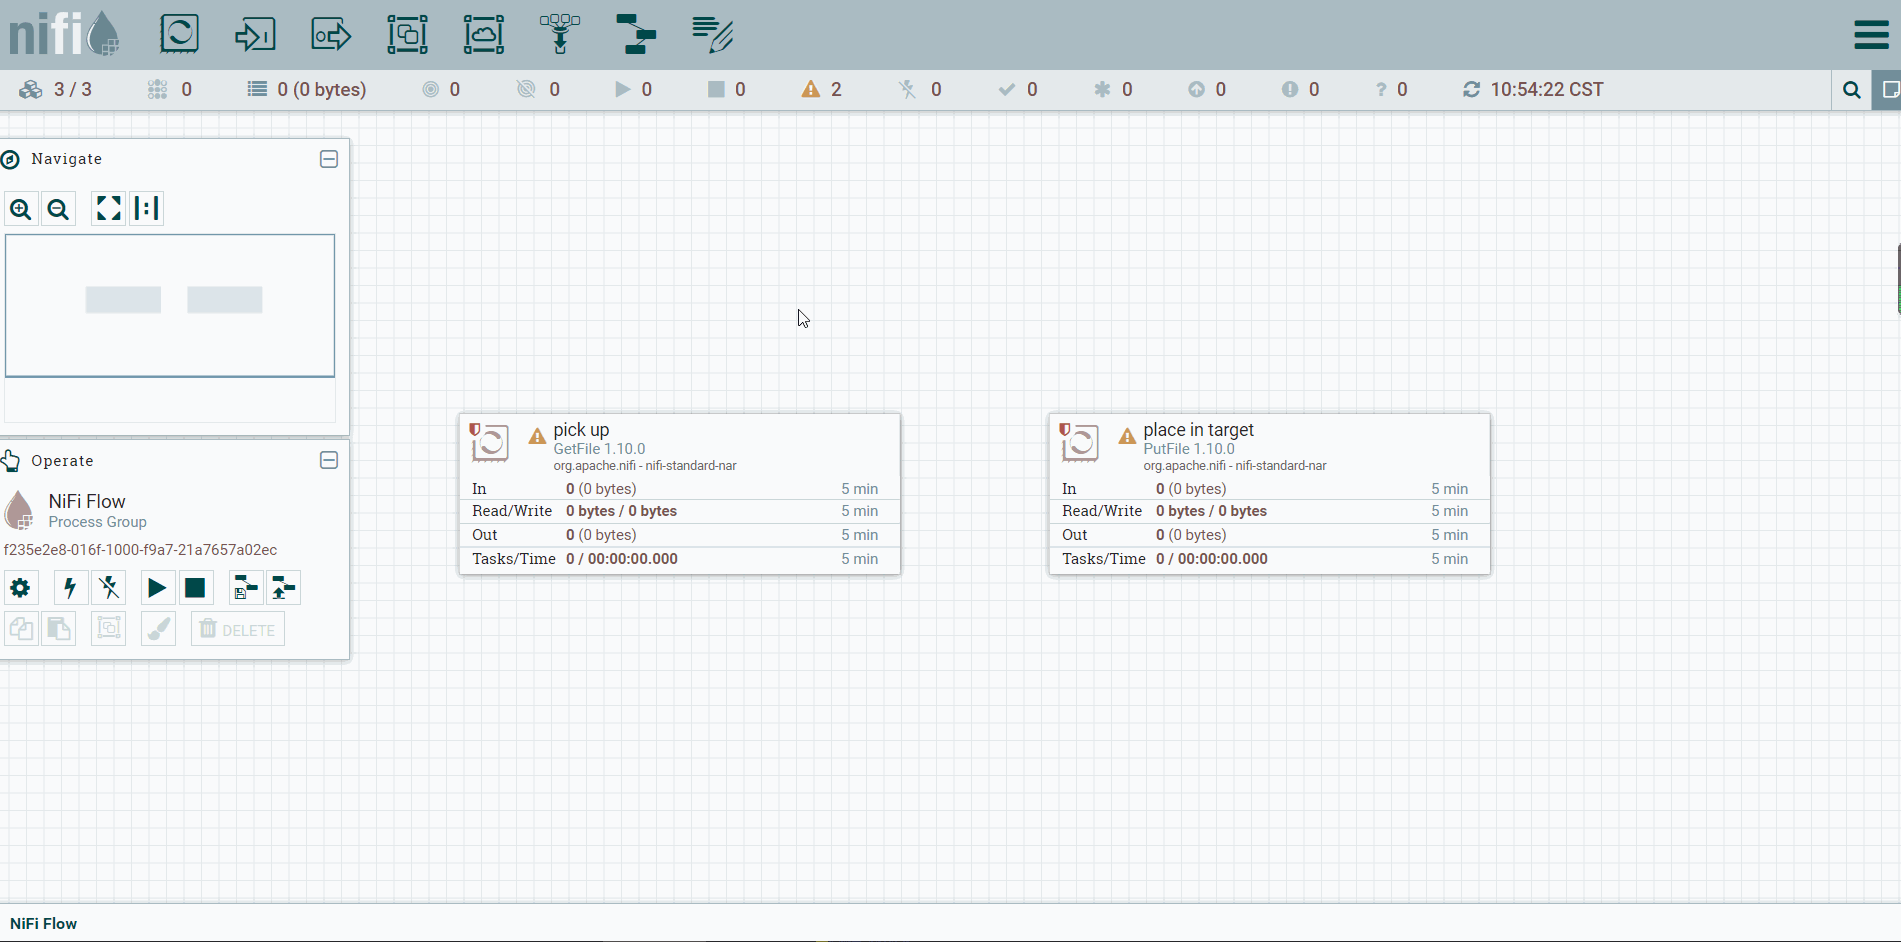 nifi
3 / 3 0 0 (0 bytes) 0 0 0 0 2 0 0 0 0 0 0 10:54:22 CST
Navigate
Operate
NiFi Flow
Process Group
f235e2e8-016f-1000-f9a7-21a7657a02ec
DELETE
pick up
GetFile 1.10.0
org.apache.nifi - nifi-standard-nar
In 0 (0 bytes) 5 min
Read/Write 0 bytes / 0 bytes 5 min
Out 0 (0 bytes) 5 min
Tasks/Time 0 / 00:00:00.000 5 min
place in target
PutFile 1.10.0
org.apache.nifi - nifi-standard-nar
In 0 (0 bytes) 5 min
Read/Write 0 bytes / 0 bytes 5 min
Out 0 (0 bytes) 5 min
Tasks/Time 0 / 00:00:00.000 5 min
NiFi Flow